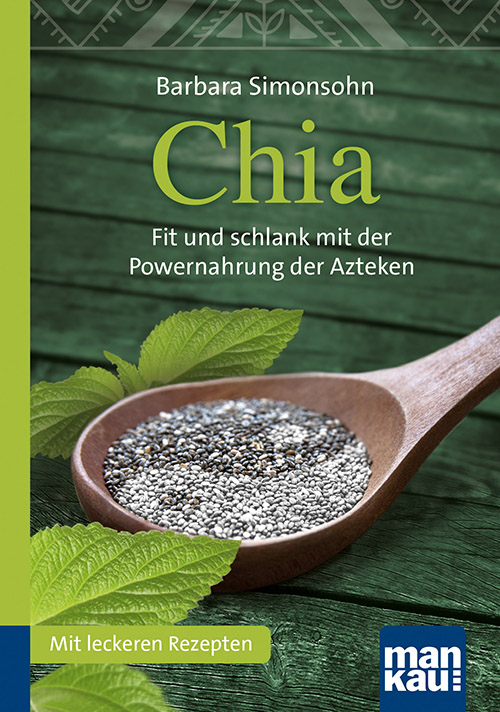 Barbara Simonsohn
Chia
Fit und schlank mit der
Powernahrung der Azteken
Mit leckeren Rezepten
man
kau!